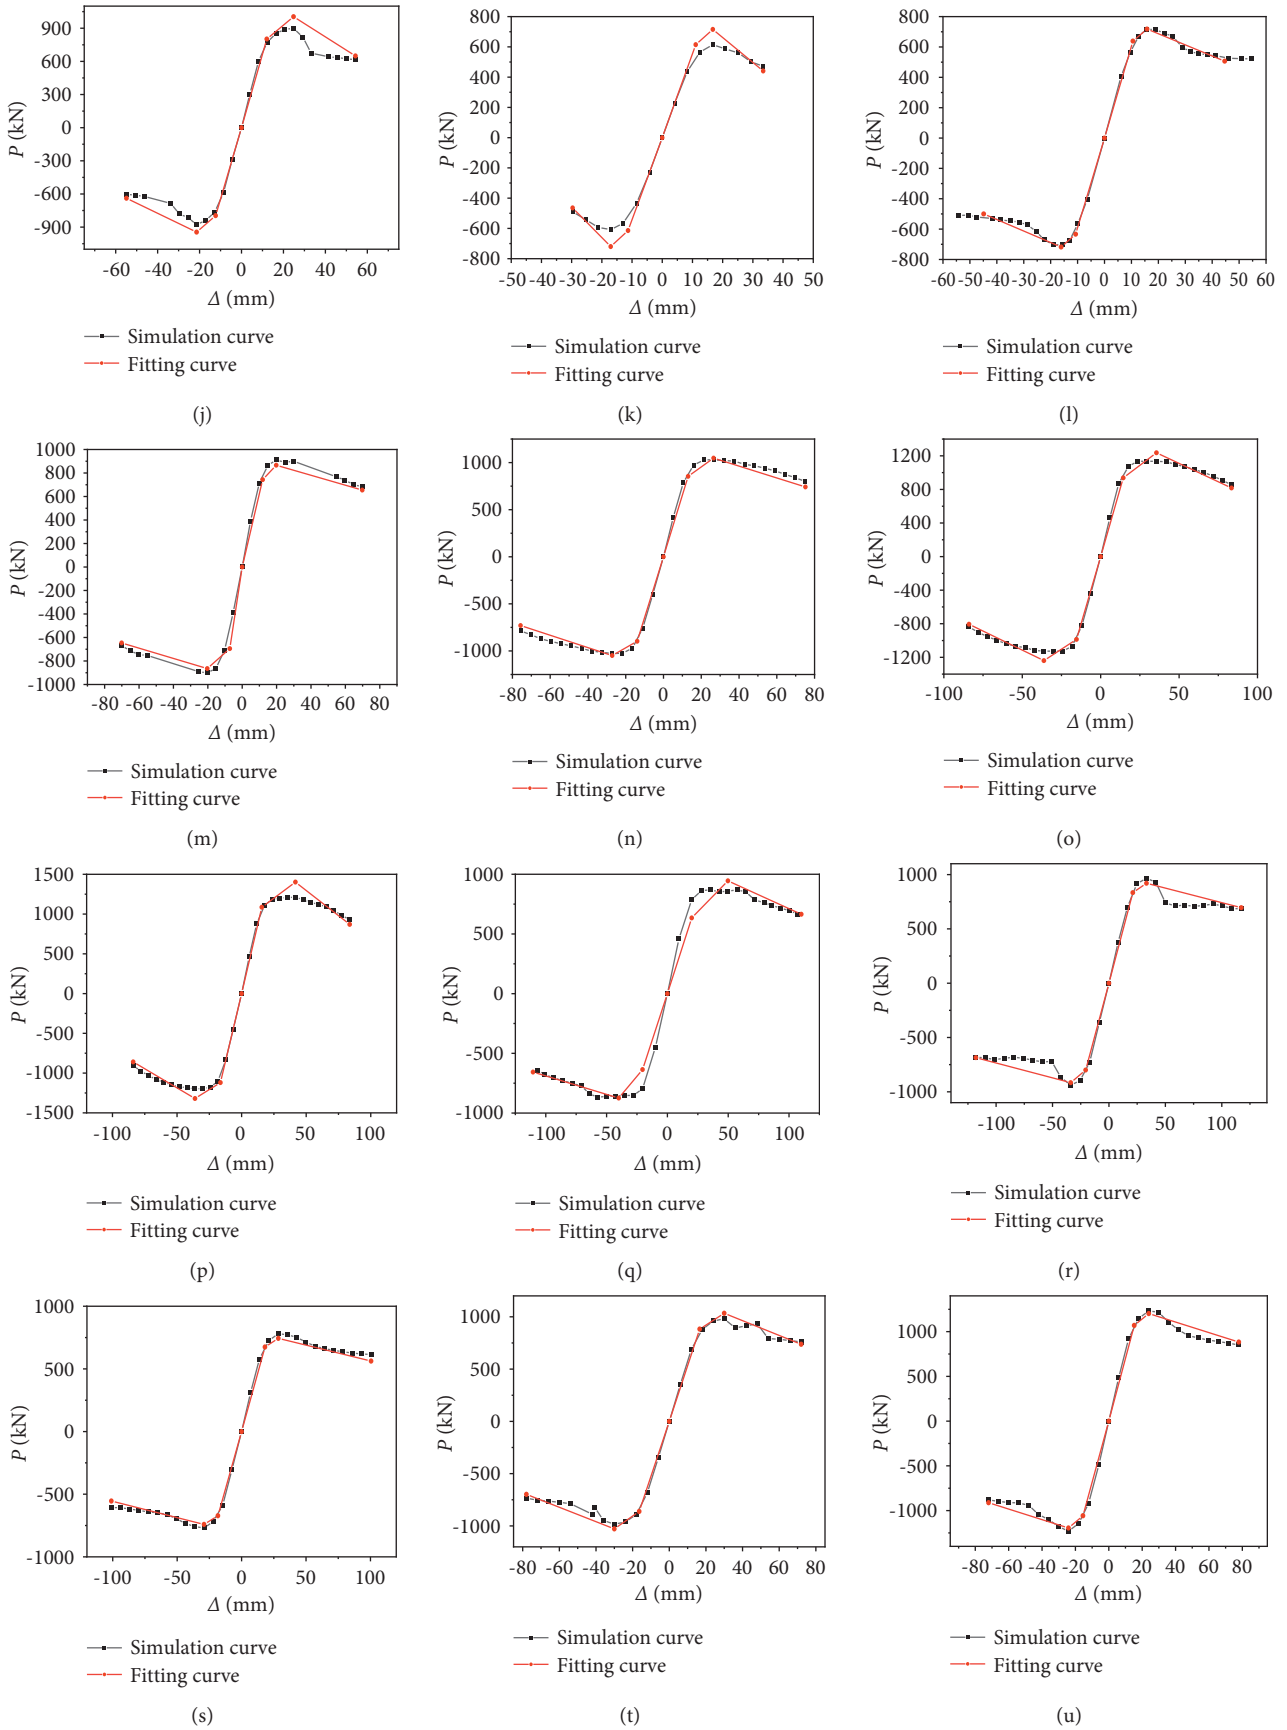 900
600
300
0
-300
-600
-900
P (kN)
-60 -40 -20 0 20 40 60
Δ (mm)
Simulation curve
Fitting curve
(j)
800
600
400
200
0
-200
-400
-600
-800
P (kN)
-50 -40 -30 -20 -10 0 10 20 30 40 50
Δ (mm)
Simulation curve
Fitting curve
(k)
800
600
400
200
0
-200
-400
-600
-800
P (kN)
-60 -50 -40 -30 -20 -10 0 10 20 30 40 50 60
Δ (mm)
Simulation curve
Fitting curve
(l)
1000
800
600
400
200
0
-200
-400
-600
-800
-1000
P (kN)
-80 -60 -40 -20 0 20 40 60 80
Δ (mm)
Simulation curve
Fitting curve
(m)
1000
500
0
-500
-1000
P (kN)
-80 -60 -40 -20 0 20 40 60 80
Δ (mm)
Simulation curve
Fitting curve
(n)
1200
800
400
0
-400
-800
-1200
P (kN)
-100 -50 0 50 100
Δ (mm)
Simulation curve
Fitting curve
(o)
1500
1000
500
0
-500
-1000
-1500
P (kN)
-100 -50 0 50 100
Δ (mm)
Simulation curve
Fitting curve
(p)
1000
500
0
-500
-1000
P (kN)
-100 -50 0 50 100
Δ (mm)
Simulation curve
Fitting curve
(q)
1000
500
0
-500
-1000
P (kN)
-100 -50 0 50 100
Δ (mm)
Simulation curve
Fitting curve
(r)
1000
500
0
-500
-1000
P (kN)
-100 -50 0 50 100
Δ (mm)
Simulation curve
Fitting curve
(s)
1000
500
0
-500
-1000
P (kN)
-80 -60 -40 -20 0 20 40 60 80
Δ (mm)
Simulation curve
Fitting curve
(t)
1000
500
0
-500
-1000
P (kN)
-80 -60 -40 -20 0 20 40 60 80
Δ (mm)
Simulation curve
Fitting curve
(u)